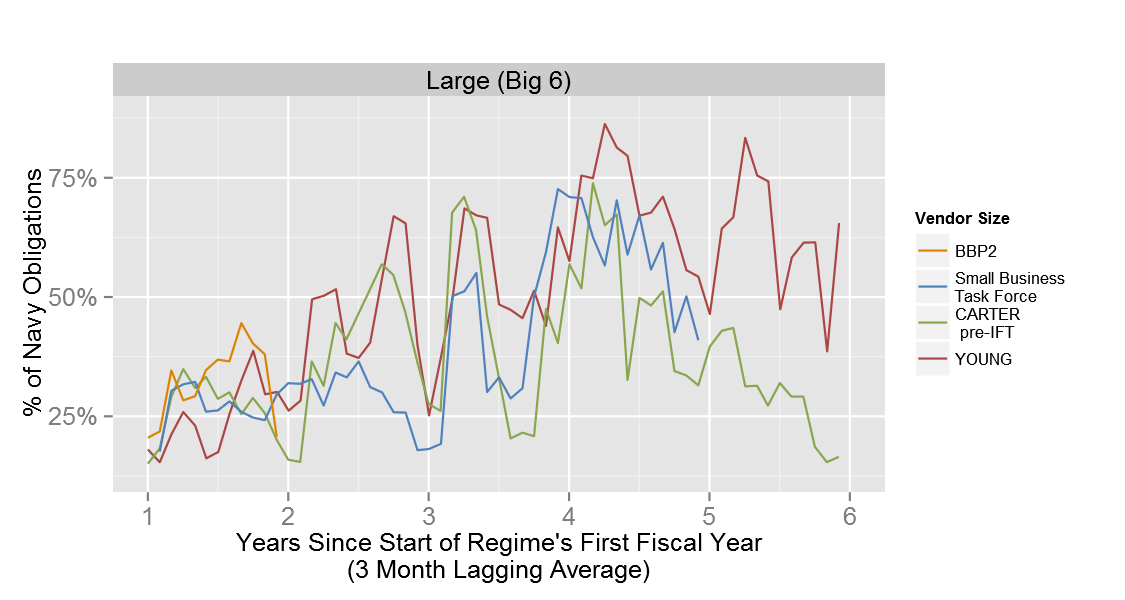 Large (Big 6)
% of Navy Obligations
75%
50%
25%
1 2 3 4 5 6
Years Since Start of Regime's First Fiscal Year
(3 Month Lagging Average)
Vendor Size
BBP2
Small Business
Task Force
CARTER
pre-IFT
YOUNG